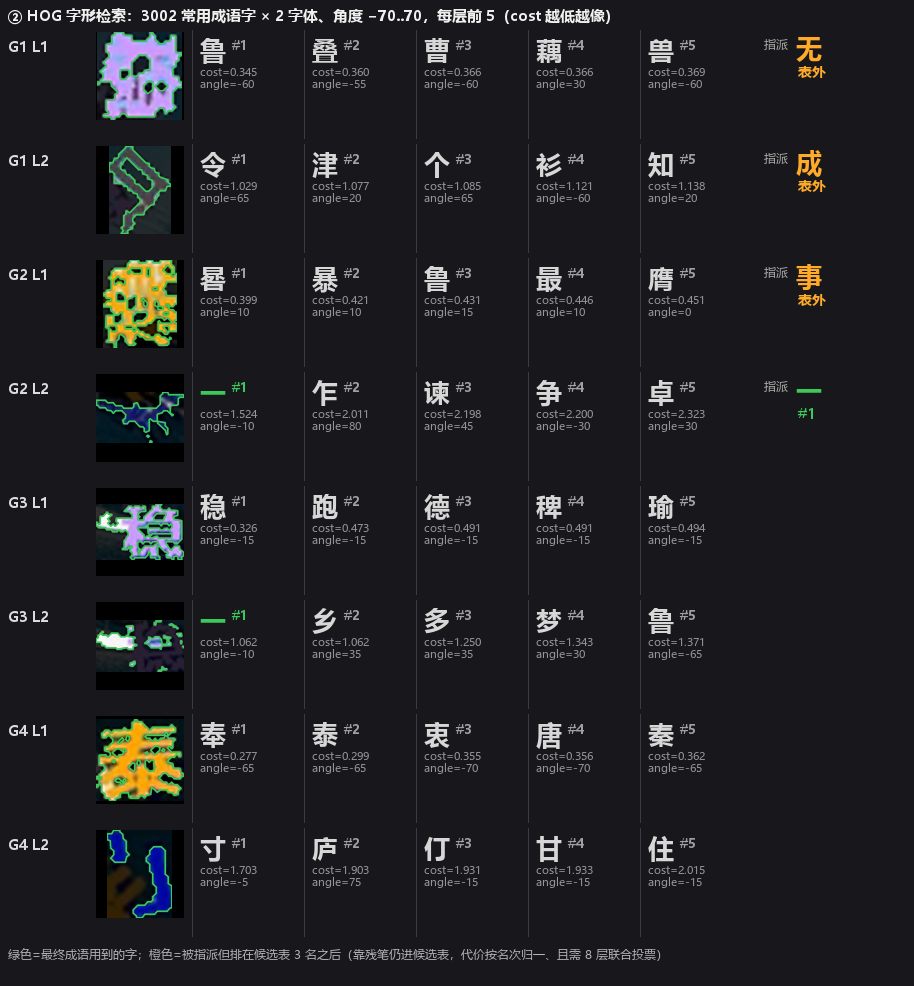 ② HOG 字形检索：3002 常用成语字 × 2 字体、角度 −70..70，每层前 5（cost 越低越像）
G1 L1 鲁 #1 叠 #2 曹 #3 藕 #4 兽 #5 指派 无
表外
cost=0.345 cost=0.360 cost=0.366 cost=0.366 cost=0.369
angle=-60 angle=-55 angle=-60 angle=30 angle=-60
G1 L2 令 #1 津 #2 个 #3 衫 #4 知 #5 指派 成
表外
cost=1.029 cost=1.077 cost=1.085 cost=1.121 cost=1.138
angle=65 angle=20 angle=65 angle=-60 angle=20
G2 L1 晷 #1 暴 #2 鲁 #3 最 #4 膺 #5 指派 事
表外
cost=0.399 cost=0.421 cost=0.431 cost=0.446 cost=0.451
angle=10 angle=10 angle=15 angle=10 angle=0
G2 L2 一 #1 乍 #2 谏 #3 争 #4 卓 #5 指派 一
#1
cost=1.524 cost=2.011 cost=2.198 cost=2.200 cost=2.323
angle=-10 angle=80 angle=45 angle=-30 angle=30
G3 L1 稳 #1 跑 #2 德 #3 稗 #4 瑜 #5
cost=0.326 cost=0.473 cost=0.491 cost=0.491 cost=0.494
angle=-15 angle=-15 angle=-15 angle=-15 angle=-15
G3 L2 一 #1 乡 #2 多 #3 梦 #4 鲁 #5
cost=1.062 cost=1.062 cost=1.250 cost=1.343 cost=1.371
angle=-10 angle=35 angle=35 angle=30 angle=-65
G4 L1 奉 #1 泰 #2 衷 #3 唐 #4 秦 #5
cost=0.277 cost=0.299 cost=0.355 cost=0.356 cost=0.362
angle=-65 angle=-65 angle=-70 angle=-70 angle=-65
G4 L2 寸 #1 庐 #2 仃 #3 甘 #4 住 #5
cost=1.703 cost=1.903 cost=1.931 cost=1.933 cost=2.015
angle=-5 angle=75 angle=-15 angle=-15 angle=-15
绿色=最终成语用到的字；橙色=被指派但排在候选表 3 名之后（靠残笔仍进候选表，代价按名次归一、且需 8 层联合投票）